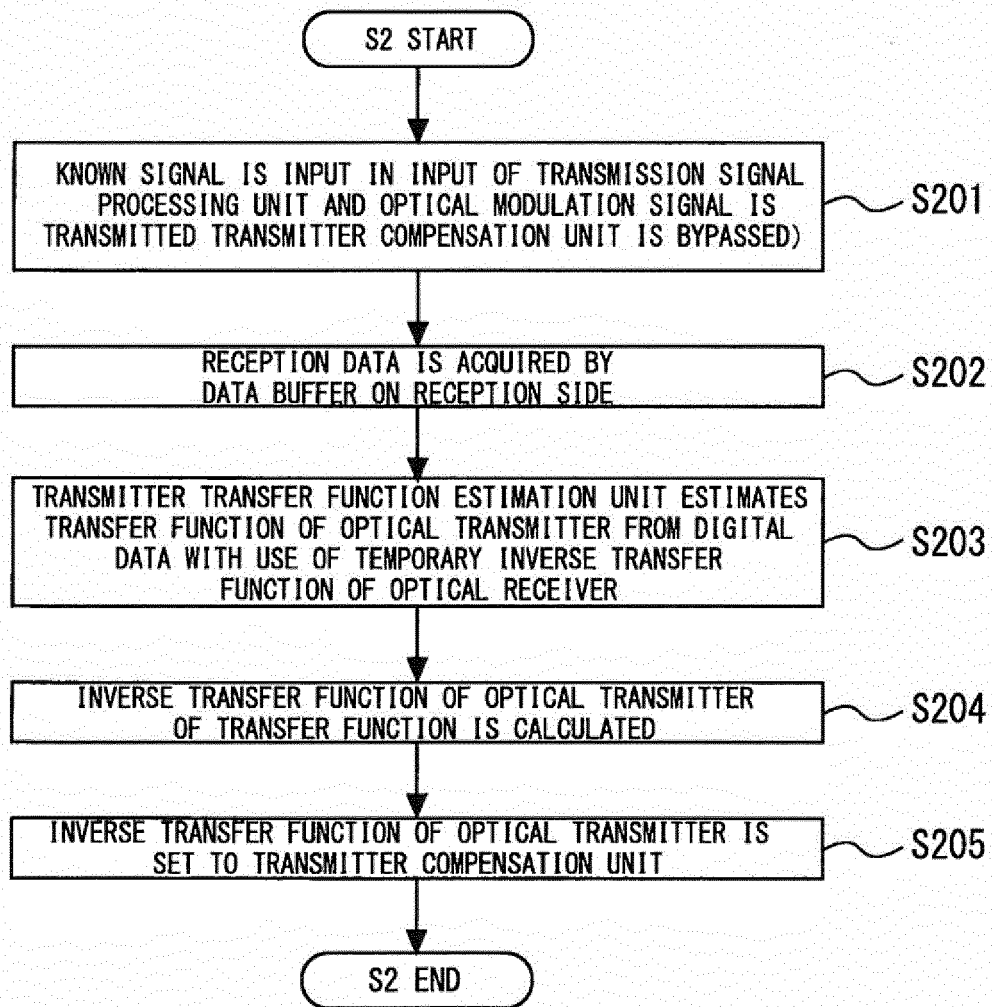 S2 START
KNOWN SIGNAL IS INPUT IN INPUT OF TRANSMISSION SIGNAL
PROCESSING UNIT AND OPTICAL MODULATION SIGNAL IS
TRANSMITTED TRANSMITTER COMPENSATION UNIT IS BYPASSED)
S201
RECEPTION DATA IS ACQUIRED BY
DATA BUFFER ON RECEPTION SIDE
S202
TRANSMITTER TRANSFER FUNCTION ESTIMATION UNIT ESTIMATES
TRANSFER FUNCTION OF OPTICAL TRANSMITTER FROM DIGITAL
DATA WITH USE OF TEMPORARY INVERSE TRANSFER
FUNCTION OF OPTICAL RECEIVER
S203
INVERSE TRANSFER FUNCTION OF OPTICAL TRANSMITTER
OF TRANSFER FUNCTION IS CALCULATED
S204
INVERSE TRANSFER FUNCTION OF OPTICAL TRANSMITTER IS
SET TO TRANSMITTER COMPENSATION UNIT
S205
S2 END